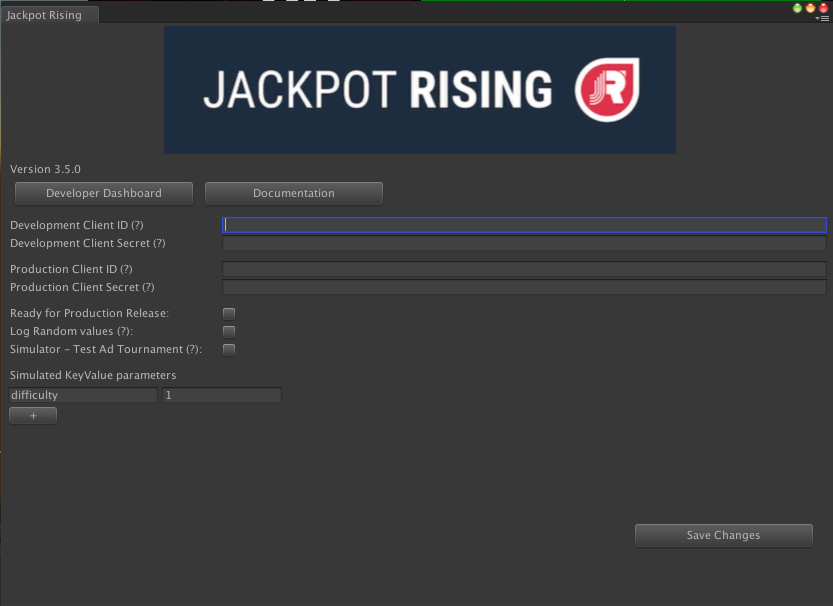 Jackpot Rising
JACKPOT RISING
Version 3.5.0
Developer Dashboard
Documentation
Development Client ID (?)
Development Client Secret (?)
Production Client ID (?)
Production Client Secret (?)
Ready for Production Release:
Log Random values (?):
Simulator - Test Ad Tournament (?):
Simulated KeyValue parameters
difficulty 1
+
Save Changes